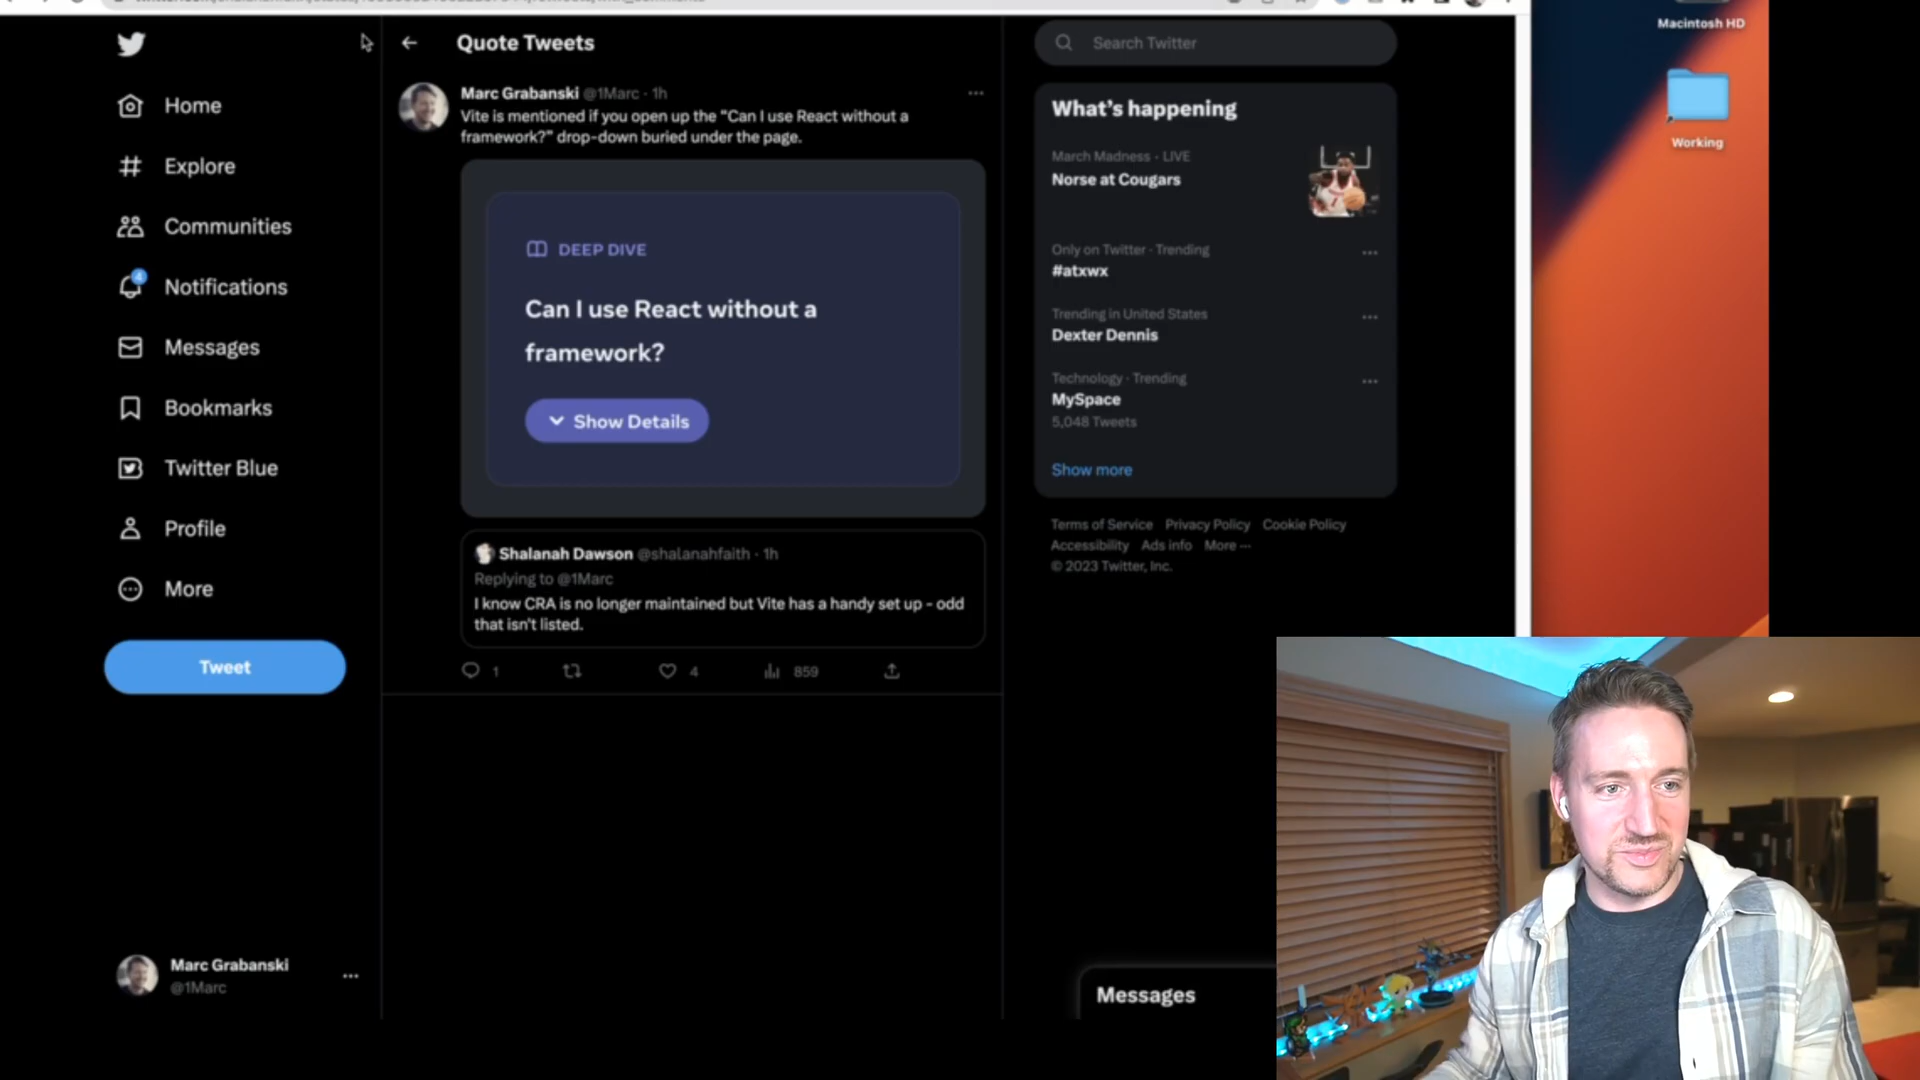 Macintosh HD
Working
Home
Explore
Communities
4
Notifications
Messages
Bookmarks
Twitter Blue
Profile
More
Tweet
Marc Grabanski
@1Marc
Quote Tweets
Marc Grabanski @1Marc · 1h
Vite is mentioned if you open up the "Can I use React without a
framework?" drop-down buried under the page.
DEEP DIVE
Can I use React without a
framework?
Show Details
Shalanah Dawson @shalanahfaith · 1h
Replying to @1Marc
I know CRA is no longer maintained but Vite has a handy set up - odd
that isn't listed.
1
4
859
Search Twitter
What's happening
March Madness · LIVE
Norse at Cougars
Only on Twitter · Trending
#atxwx
Trending in United States
Dexter Dennis
Technology · Trending
MySpace
5,048 Tweets
Show more
Terms of Service Privacy Policy Cookie Policy
Accessibility Ads info More ···
© 2023 Twitter, Inc.
Messages